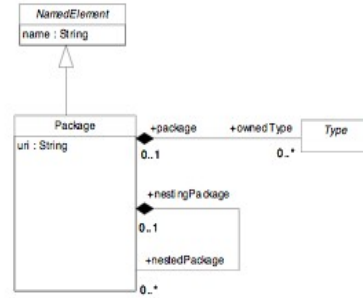 NamedElement
name : String
Package
uri : String
+package
+ownedType
Type
0..1
0..*
+nestingPackage
0..1
+nestedPackage
0..*